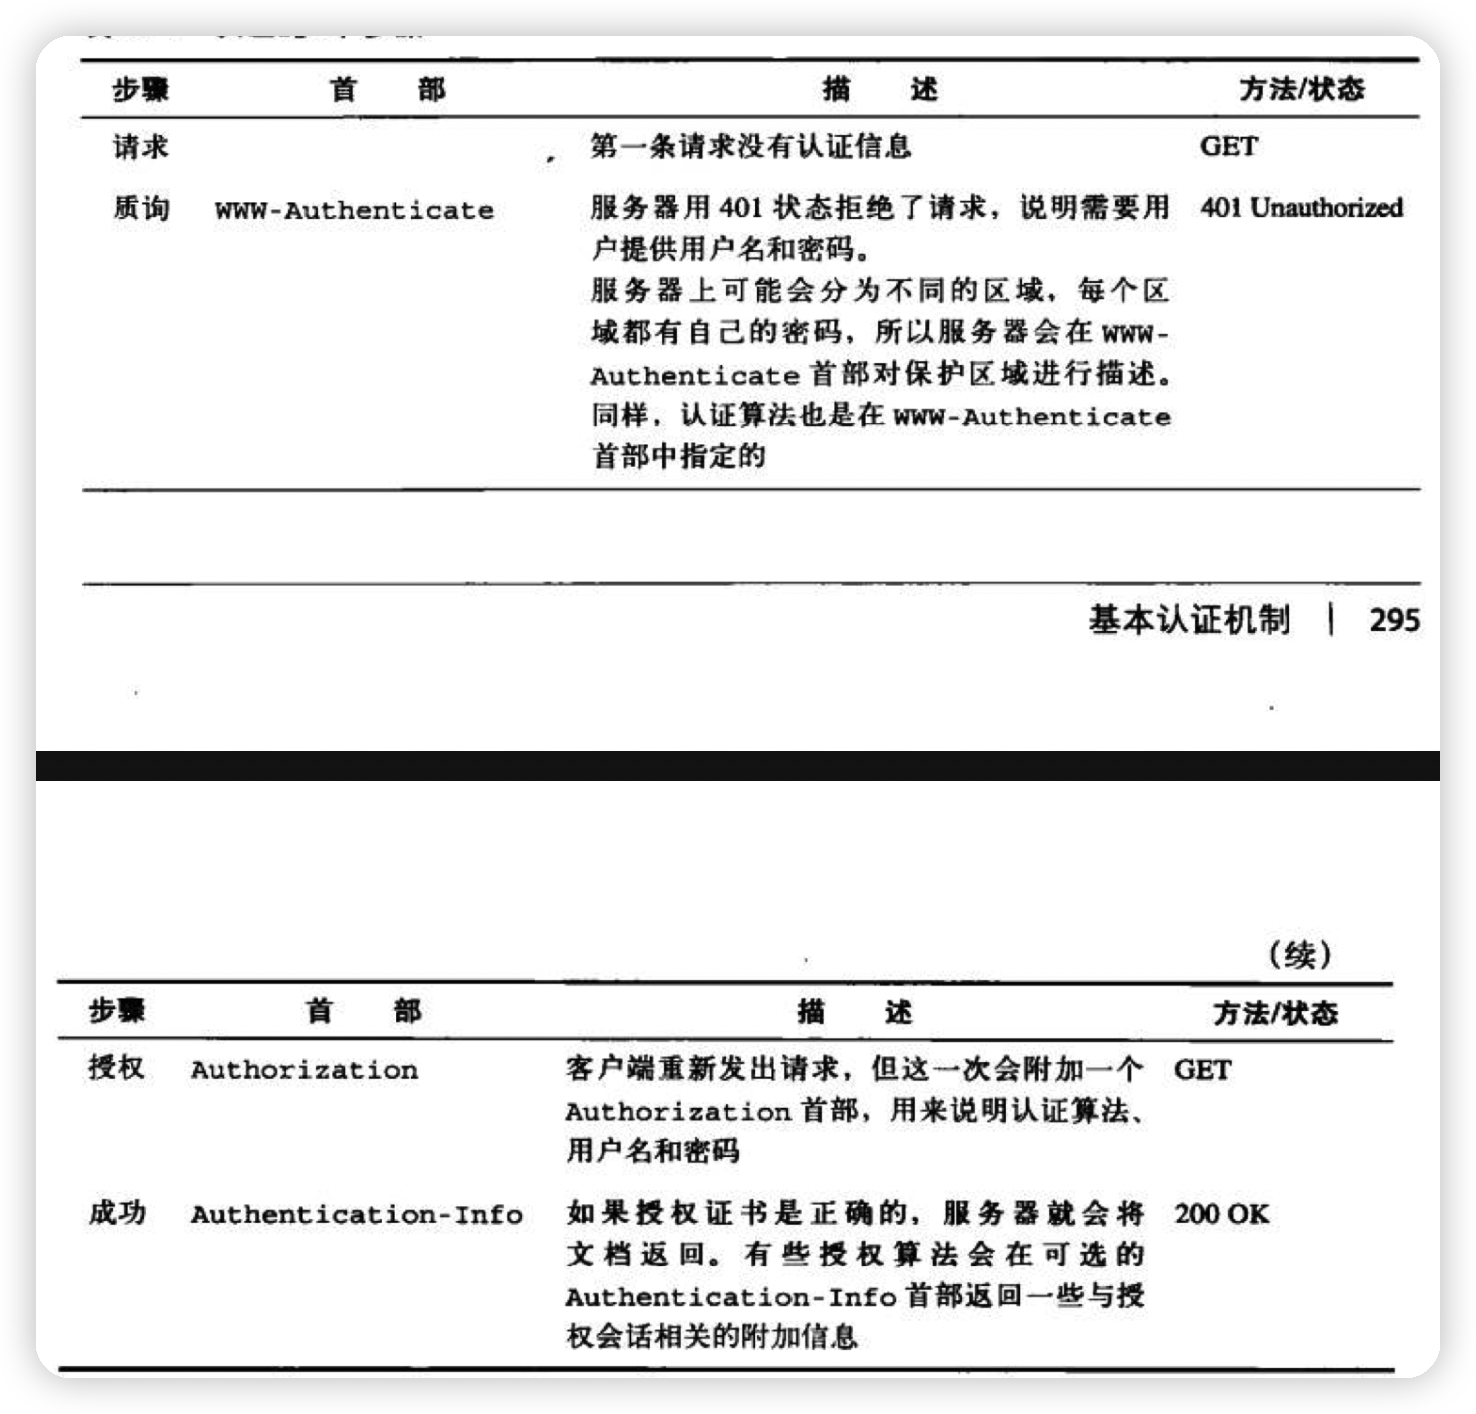 步骤 首 部 描 述 方法/状态
请求 第一条请求没有认证信息 GET
质询 WWW-Authenticate 服务器用 401 状态拒绝了请求，说明需要用 401 Unauthorized
户提供用户名和密码。
服务器上可能会分为不同的区域，每个区
域都有自己的密码，所以服务器会在 WWW-
Authenticate 首部对保护区域进行描述。
同样，认证算法也是在 WWW-Authenticate
首部中指定的
基本认证机制 | 295
（续）
步骤 首 部 描 述 方法/状态
授权 Authorization 客户端重新发出请求，但这一次会附加一个 GET
Authorization 首部，用来说明认证算法、
用户名和密码
成功 Authentication-Info 如果授权证书是正确的，服务器就会将 200 OK
文档返回。有些授权算法会在可选的
Authentication-Info 首部返回一些与授
权会话相关的附加信息